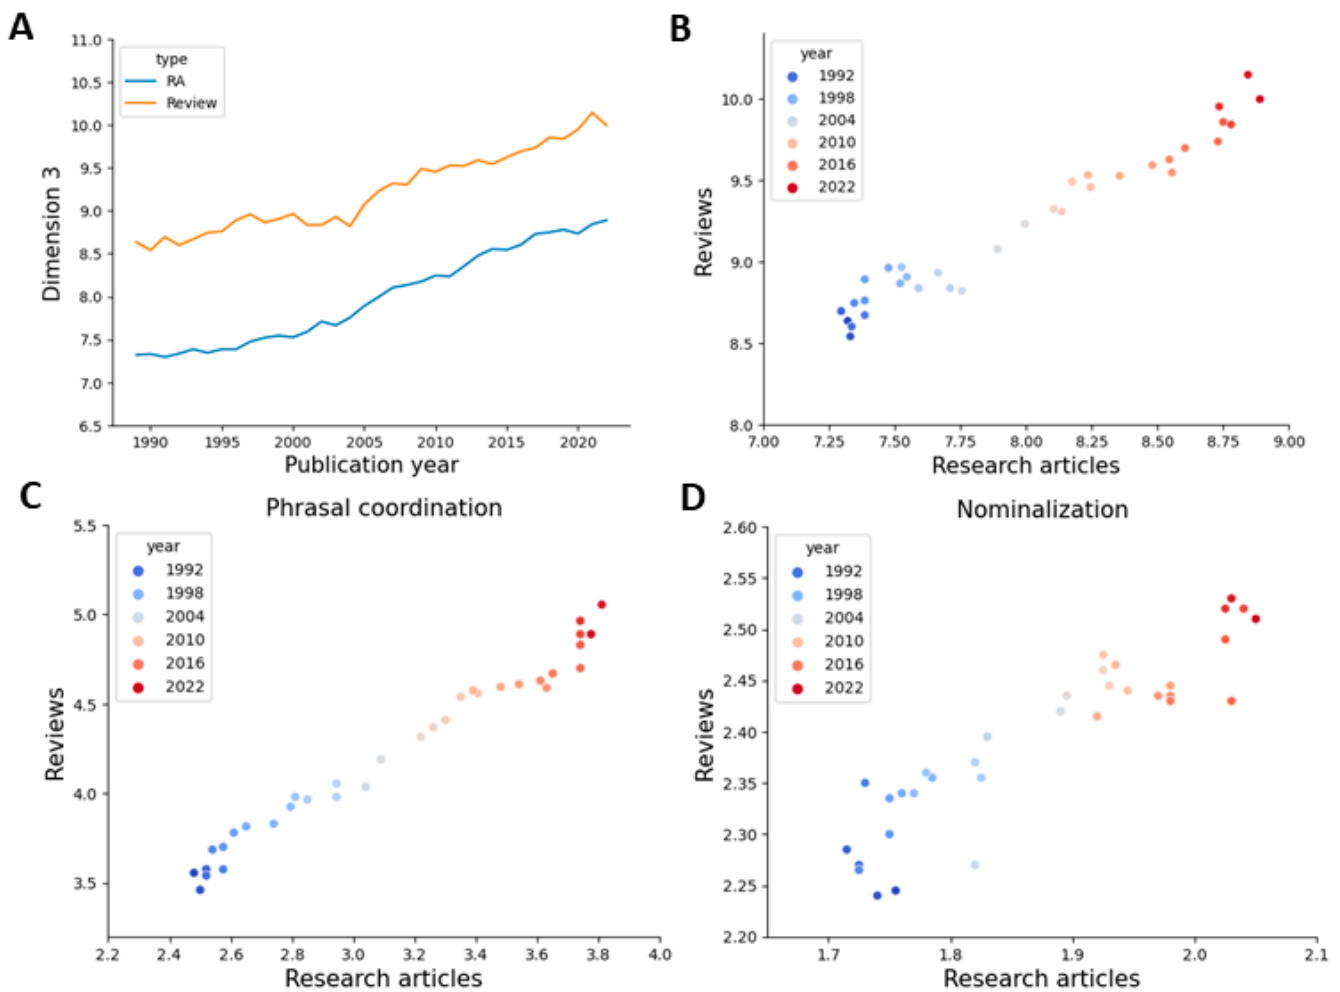 A
11.0
10.5
10.0
9.5
9.0
8.5
8.0
7.5
7.0
6.5
Dimension 3
type
RA
Review
1990 1995 2000 2005 2010 2015 2020
Publication year
B
10.0
9.5
9.0
8.5
8.0
Reviews
year
1992
1998
2004
2010
2016
2022
7.00 7.25 7.50 7.75 8.00 8.25 8.50 8.75 9.00
Research articles
C
Phrasal coordination
5.5
5.0
4.5
4.0
3.5
Reviews
year
1992
1998
2004
2010
2016
2022
2.2 2.4 2.6 2.8 3.0 3.2 3.4 3.6 3.8 4.0
Research articles
D
Nominalization
2.60
2.55
2.50
2.45
2.40
2.35
2.30
2.25
2.20
Reviews
year
1992
1998
2004
2010
2016
2022
1.7 1.8 1.9 2.0 2.1
Research articles